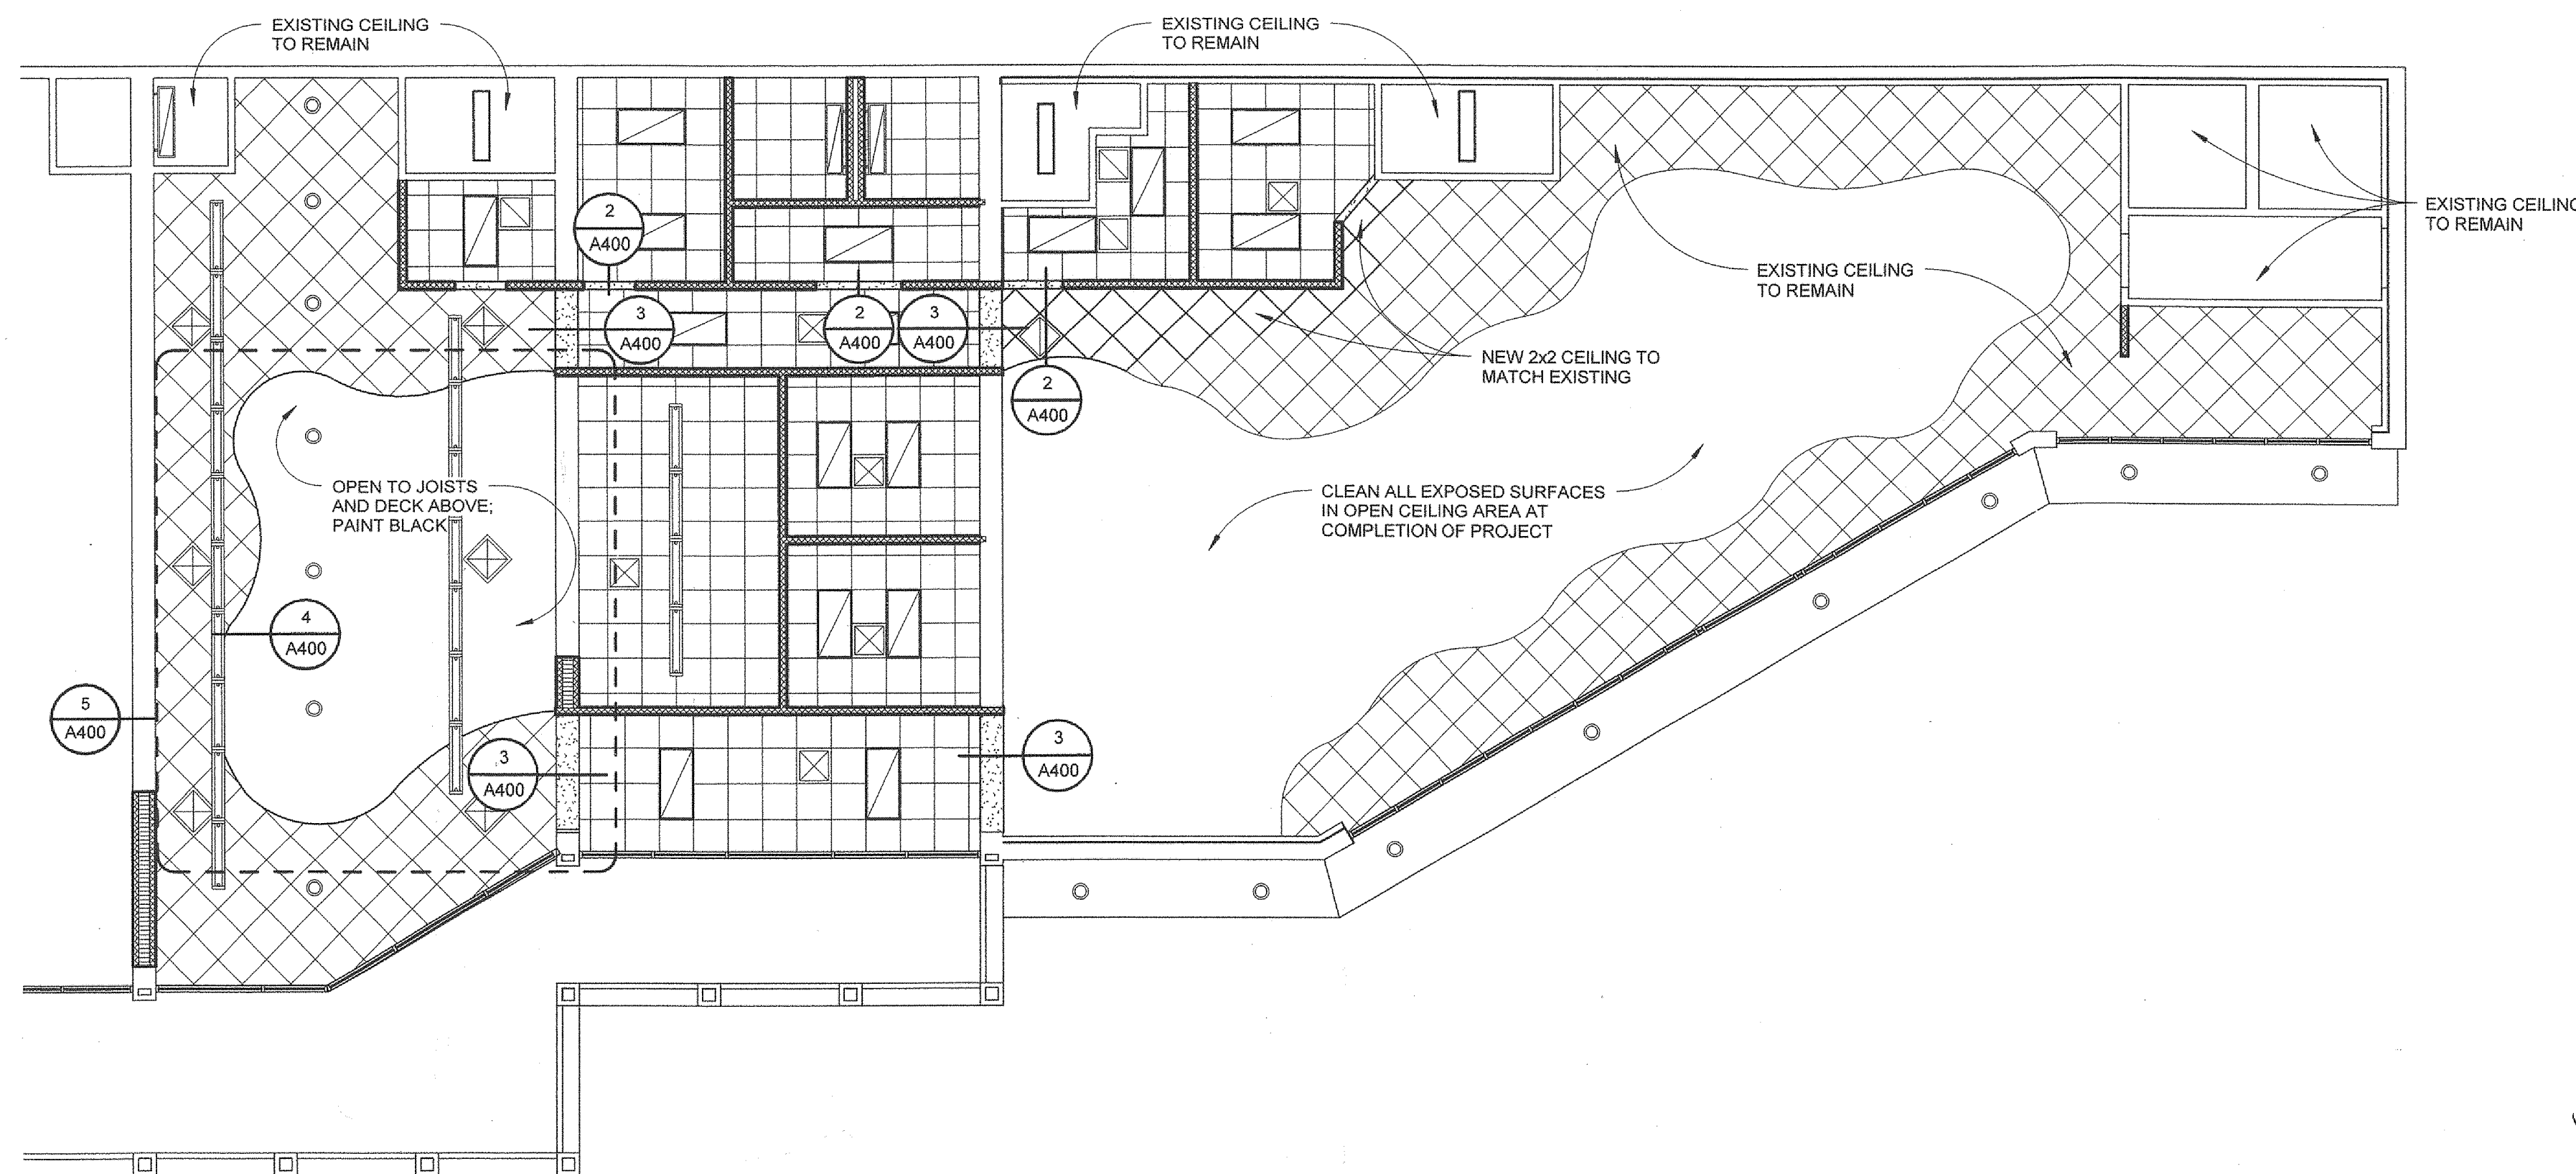 EXISTING CEILING
TO REMAIN
EXISTING CEILING
TO REMAIN
EXISTING CEILING
TO REMAIN
2
A400
EXISTING CEILING
TO REMAIN
3
A400
2
A400
3
A400
NEW 2x2 CEILING TO
MATCH EXISTING
2
A400
OPEN TO JOISTS
AND DECK ABOVE;
PAINT BLACK
CLEAN ALL EXPOSED SURFACES
IN OPEN CEILING AREA AT
COMPLETION OF PROJECT
4
A400
5
A400
3
A400
3
A400